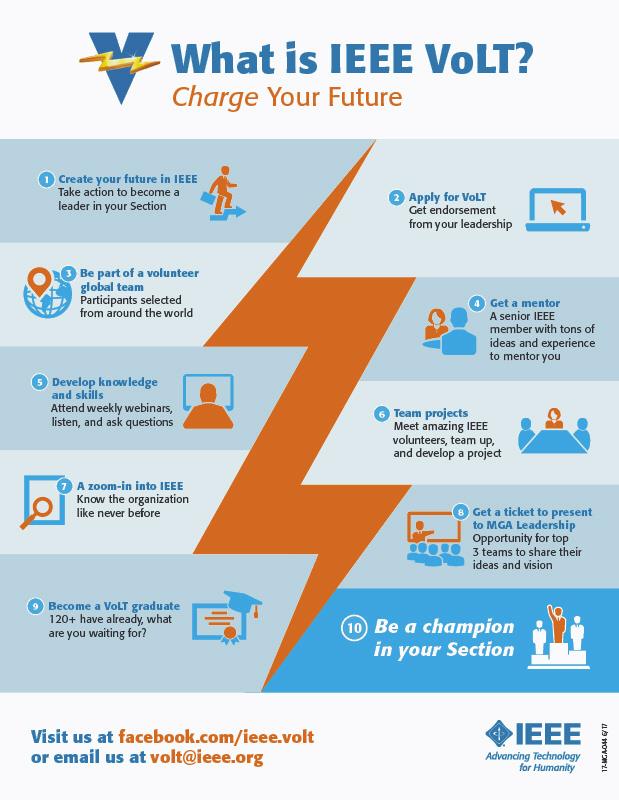 What is IEEE VoLT?
Charge Your Future
1 Create your future in IEEE
Take action to become a
leader in your Section
2 Apply for VoLT
Get endorsement
from your leadership
3 Be part of a volunteer
global team
Participants selected
from around the world
4 Get a mentor
A senior IEEE
member with tons of
ideas and experience
to mentor you
5 Develop knowledge
and skills
Attend weekly webinars,
listen, and ask questions
6 Team projects
Meet amazing IEEE
volunteers, team up,
and develop a project
7 A zoom-in into IEEE
Know the organization
like never before
8 Get a ticket to present
to MGA Leadership
Opportunity for top
3 teams to share their
ideas and vision
9 Become a VoLT graduate
120+ have already, what
are you waiting for?
10 Be a champion
in your Section
Visit us at facebook.com/ieee.volt
or email us at volt@ieee.org
IEEE
Advancing Technology
for Humanity
17-MGA-044 6/17